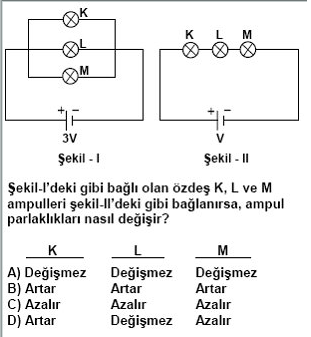 K
L
M
K L M
+ -
3V
+ -
V
Şekil - I
Şekil - II
Şekil-I'deki gibi bağlı olan özdeş K, L ve M
ampulleri şekil-II'deki gibi bağlanırsa, ampul
parlaklıkları nasıl değişir?
K L M
A) Değişmez Değişmez Değişmez
B) Artar Artar Artar
C) Azalır Azalır Azalır
D) Artar Değişmez Azalır